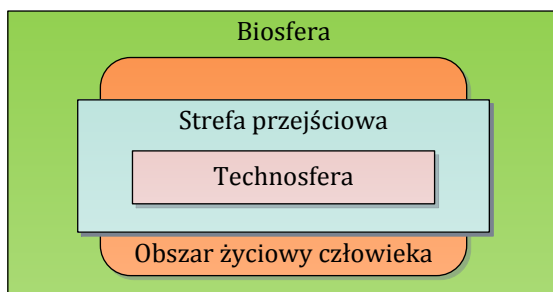 Biosfera
Strefa przejściowa
Technosfera
Obszar życiowy człowieka